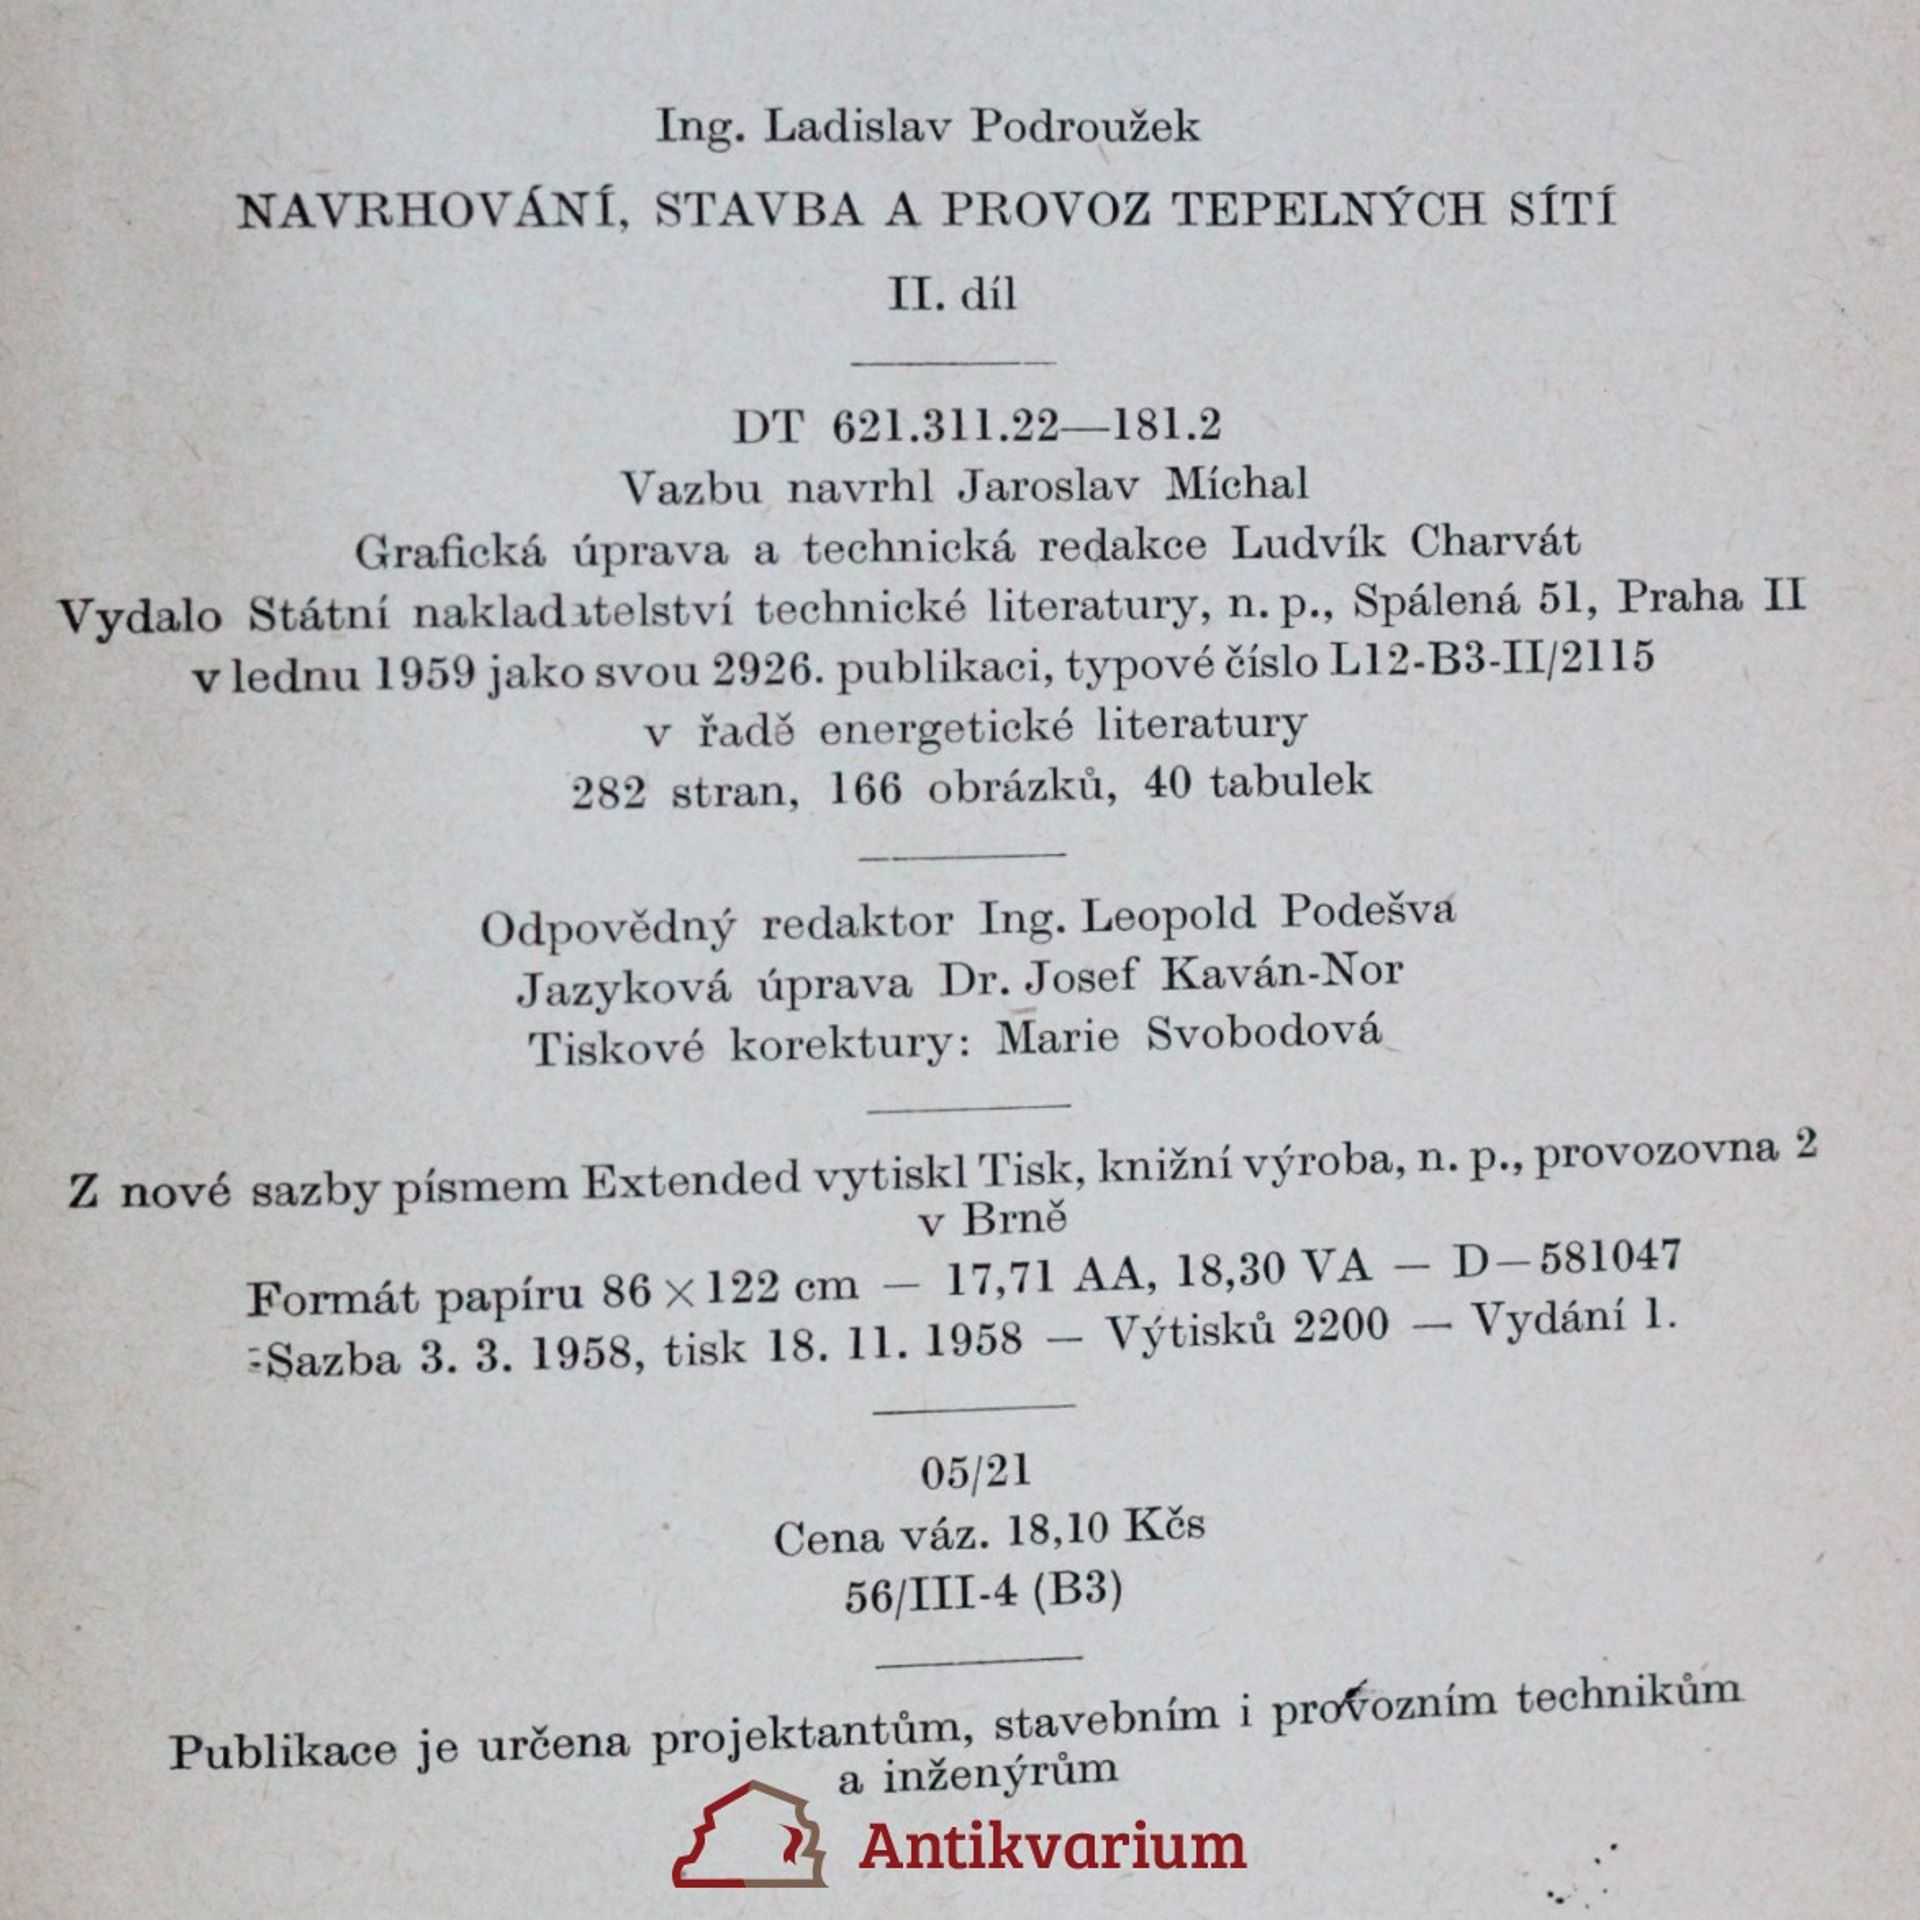 Ing. Ladislav Podroužek
NAVRHOVÁNÍ, STAVBA A PROVOZ TEPELNÝCH SÍTÍ
II. díl
DT 621.311.22—181.2
Vazbu navrhl Jaroslav Míchal
Grafická úprava a technická redakce Ludvík Charvát
Vydalo Státní nakladatelství technické literatury, n. p., Spálená 51, Praha II
v lednu 1959 jako svou 2926. publikaci, typové číslo L12-B3-II/2115
v řadě energetické literatury
282 stran, 166 obrázků, 40 tabulek
Odpovědný redaktor Ing. Leopold Podešva
Jazyková úprava Dr. Josef Kaván-Nor
Tiskové korektury: Marie Svobodová
Z nové sazby písmem Extended vytiskl Tisk, knižní výroba, n. p., provozovna 2
v Brně
Formát papíru 86 × 122 cm — 17,71 AA, 18,30 VA — D—581047
Sazba 3. 3. 1958, tisk 18. 11. 1958 — Výtisků 2200 — Vydání 1.
05/21
Cena váz. 18,10 Kčs
56/III-4 (B3)
Publikace je určena projektantům, stavebním i provozním technikům
a inženýrům
Antikvarium